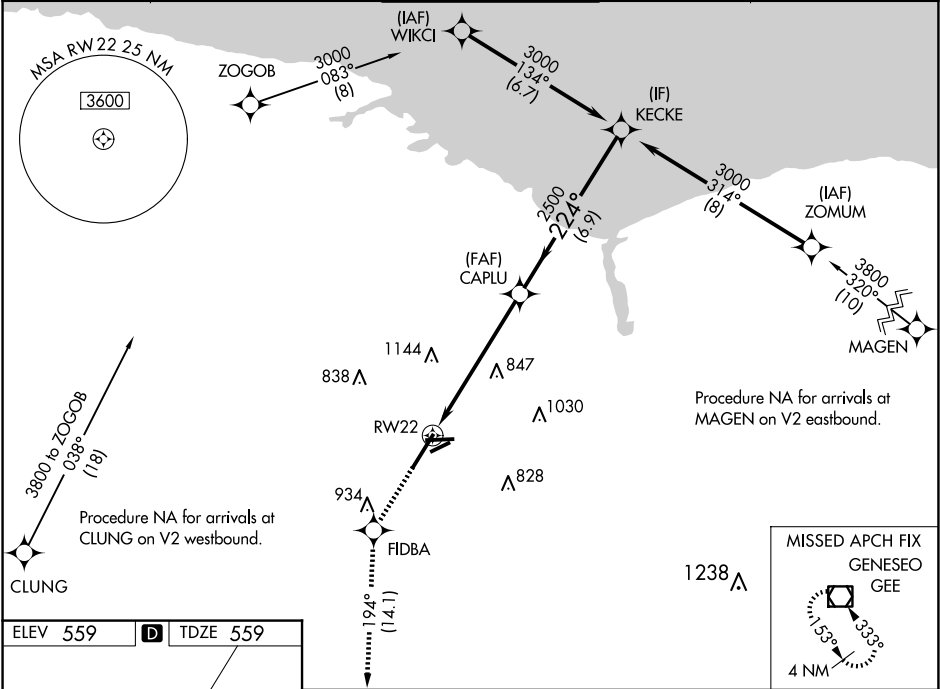 (IAF)
WIKCI
MSA RW22 25 NM
3600
ZOGOB
3000
083°
(8)
3000
134°
(6.7)
(IF)
KECKE
3000
314°
(8)
(IAF)
ZOMUM
2500
224°
(6.9)
(FAF)
CAPLU
3800
320°
(10)
MAGEN
1144
838
847
1030
RW22
828
934
Procedure NA for arrivals at
MAGEN on V2 eastbound.
3800 to ZOGOB
038°
(18)
Procedure NA for arrivals at
CLUNG on V2 westbound.
CLUNG
FIDBA
194°
(14.1)
1238
MISSED APCH FIX
GENESEO
GEE
153°
333°
4 NM
ELEV 559
D
TDZE 559